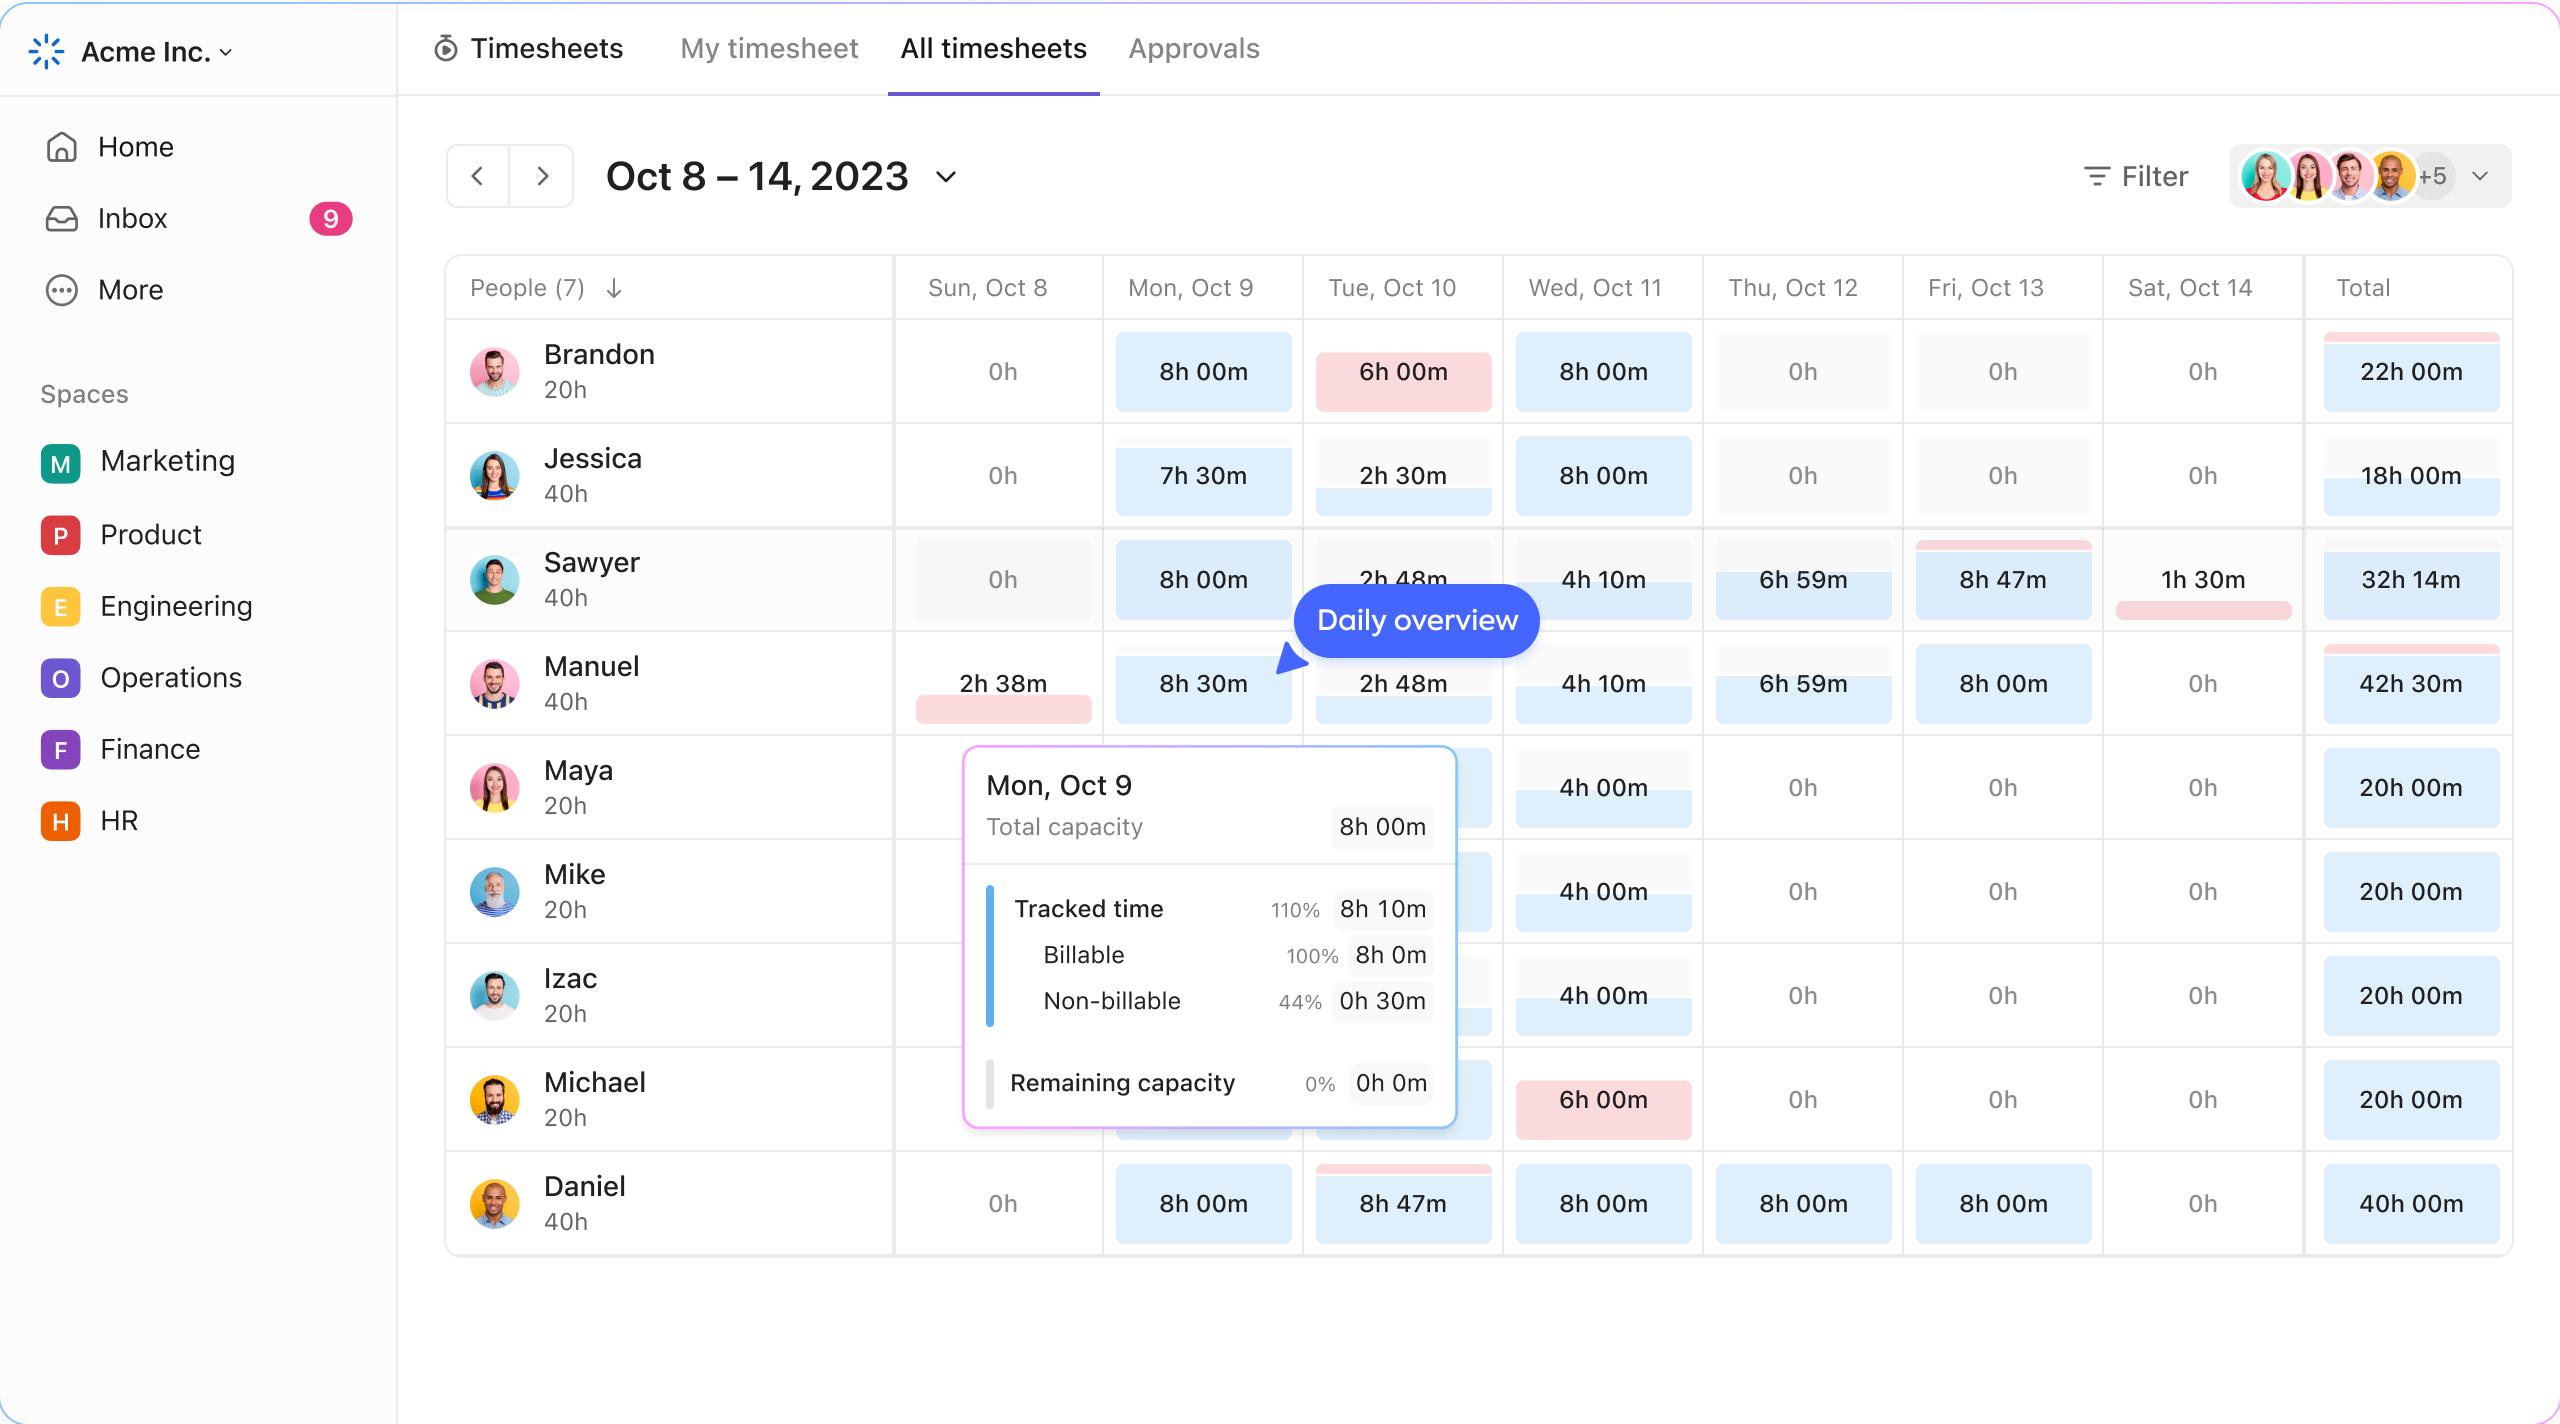 Acme Inc.
Timesheets My timesheet All timesheets Approvals
Home
Inbox 9
More
Spaces
M Marketing
P Product
E Engineering
O Operations
F Finance
H HR
Oct 8 – 14, 2023 Filter +5
People (7) Sun, Oct 8 Mon, Oct 9 Tue, Oct 10 Wed, Oct 11 Thu, Oct 12 Fri, Oct 13 Sat, Oct 14 Total
Brandon
20h 0h 8h 00m 6h 00m 8h 00m 0h 0h 0h 22h 00m
Jessica
40h 0h 7h 30m 2h 30m 8h 00m 0h 0h 0h 18h 00m
Sawyer
40h 0h 8h 00m 2h 48m 4h 10m 6h 59m 8h 47m 1h 30m 32h 14m
Daily overview
Manuel
40h 2h 38m 8h 30m 2h 48m 4h 10m 6h 59m 8h 00m 0h 42h 30m
Maya
20h 4h 00m 0h 0h 0h 20h 00m
Mike
20h 4h 00m 0h 0h 0h 20h 00m
Izac
20h 4h 00m 0h 0h 0h 20h 00m
Michael
20h 6h 00m 0h 0h 0h 20h 00m
Daniel
40h 0h 8h 00m 8h 47m 8h 00m 8h 00m 8h 00m 0h 40h 00m
Mon, Oct 9
Total capacity 8h 00m
Tracked time 110% 8h 10m
Billable 100% 8h 0m
Non-billable 44% 0h 30m
Remaining capacity 0% 0h 0m